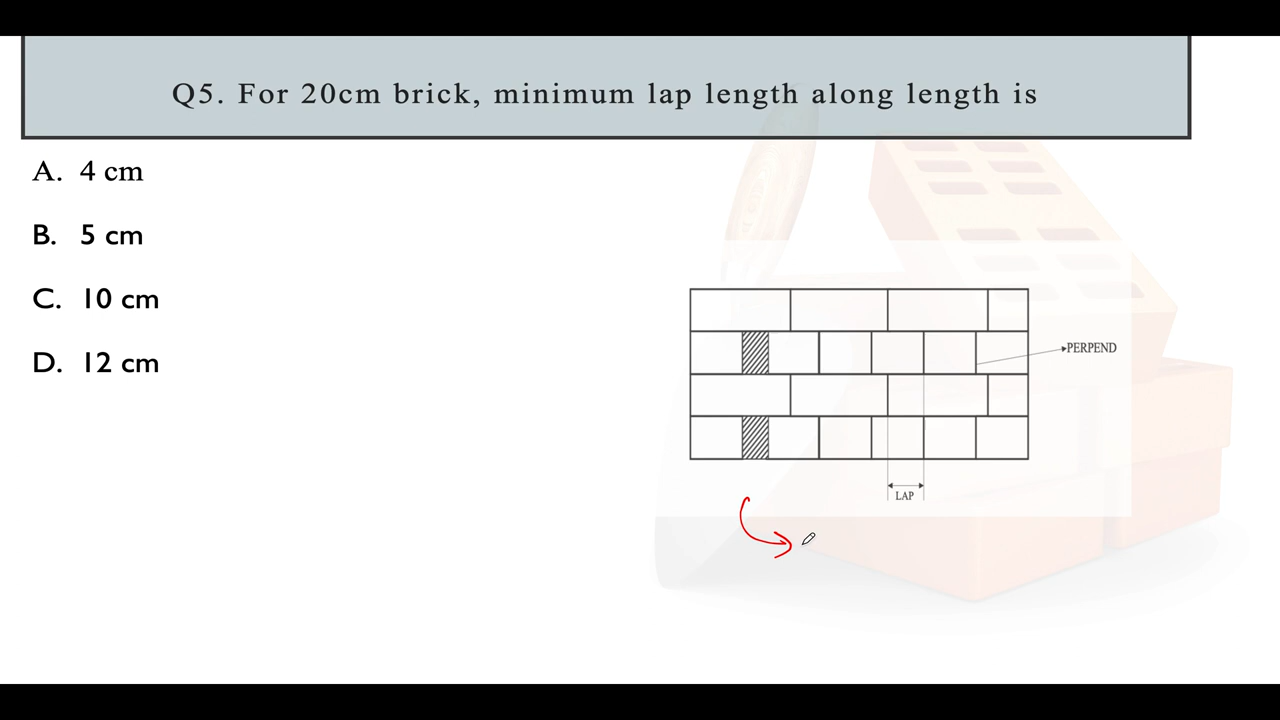 Q5. For 20cm brick, minimum lap length along length is
A. 4 cm
B. 5 cm
C. 10 cm
D. 12 cm
PERPEND
LAP